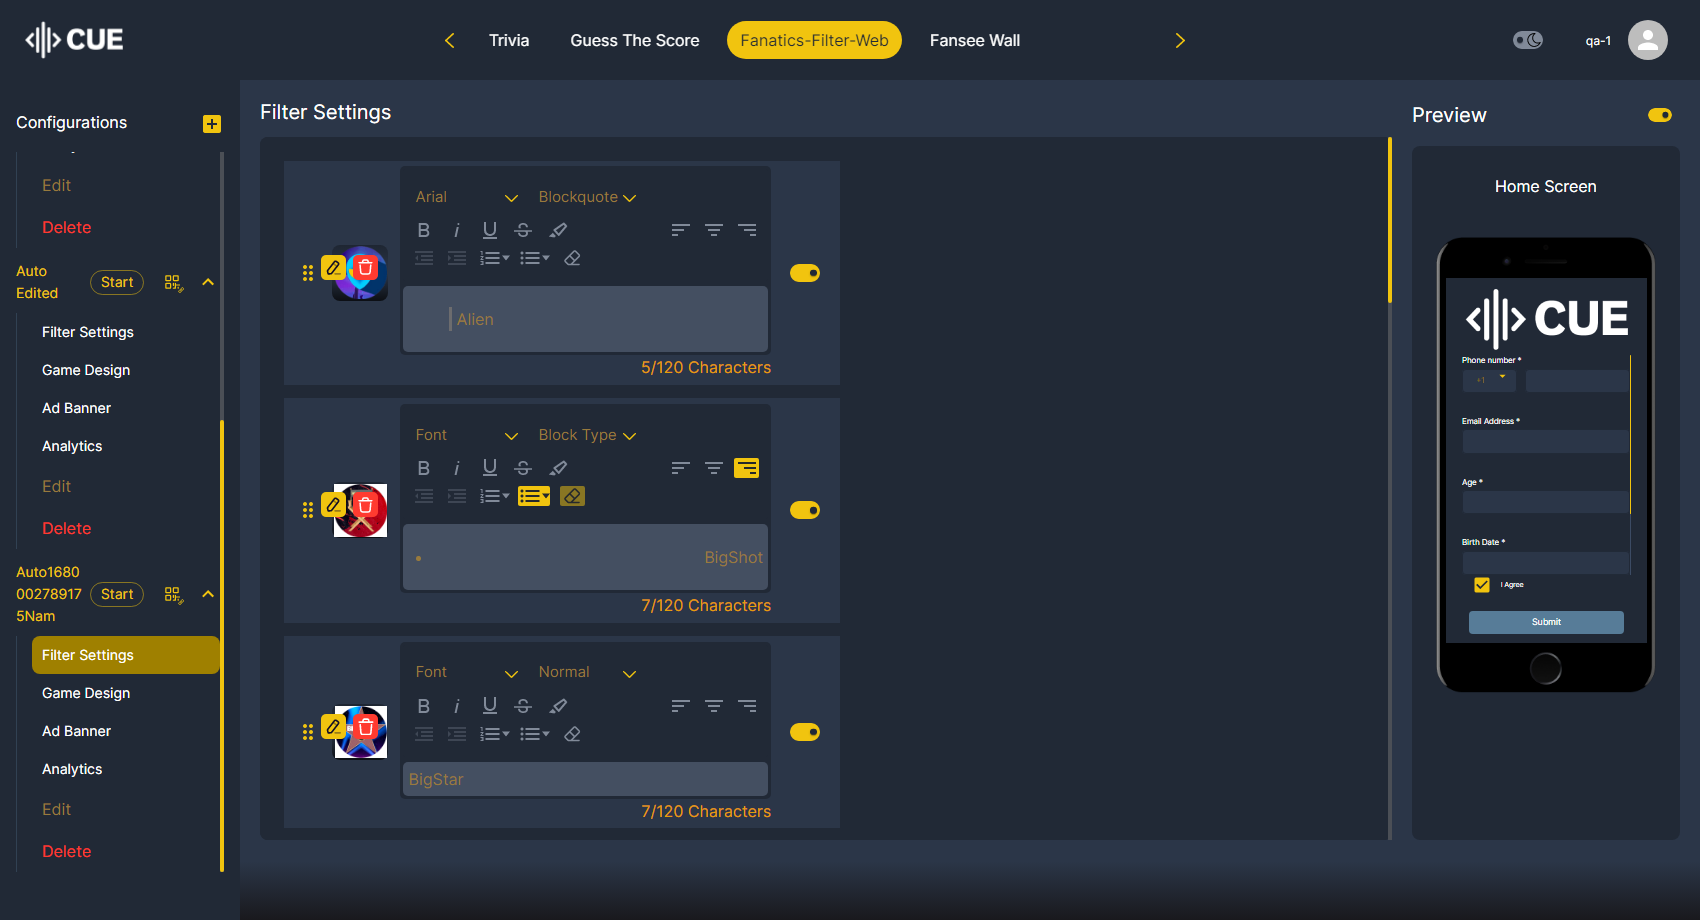 CUE
Trivia
Guess The Score
Fanatics-Filter-Web
Fansee Wall
qa-1
Configurations
Edit
Delete
Auto
Edited
Start
Filter Settings
Game Design
Ad Banner
Analytics
Edit
Delete
Auto1680
00278917
5Nam
Start
Filter Settings
Game Design
Ad Banner
Analytics
Edit
Delete
Filter Settings
Arial
Blockquote
B i U S
Alien
5/120 Characters
Font
Block Type
B i U S
BigShot
7/120 Characters
Font
Normal
B i U S
BigStar
7/120 Characters
Preview
Home Screen
CUE
Phone number *
+1
Email Address *
Age *
Birth Date *
I Agree
Submit